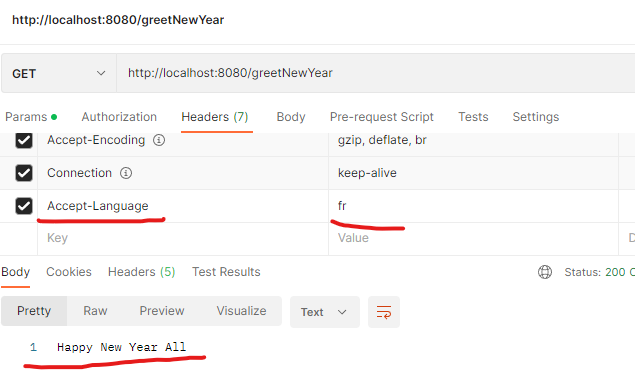 http://localhost:8080/greetNewYear
GET http://localhost:8080/greetNewYear
Params Authorization Headers (7) Body Pre-request Script Tests Settings
Accept-Encoding gzip, deflate, br
Connection keep-alive
Accept-Language fr
Key Value
Body Cookies Headers (5) Test Results Status: 200
Pretty Raw Preview Visualize Text
1 Happy New Year All